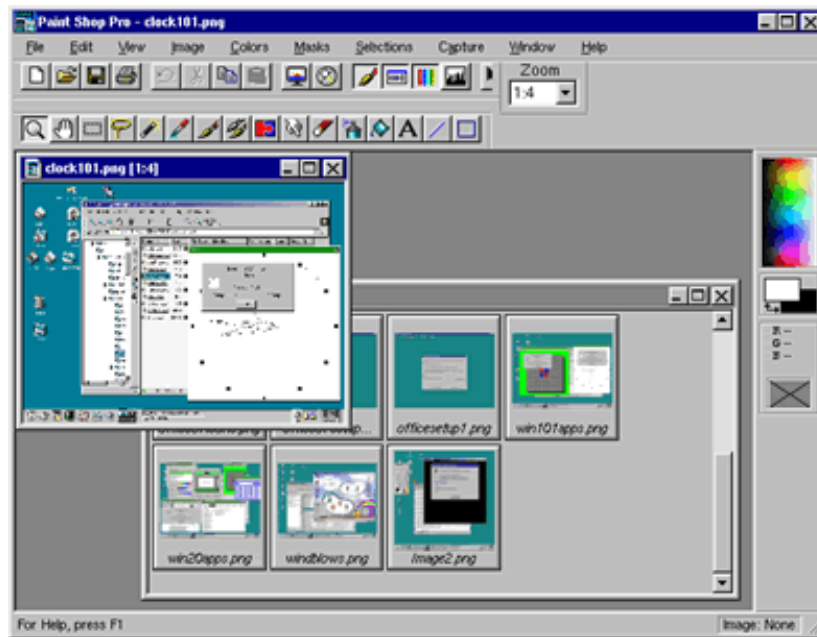 Paint Shop Pro - clock101.png
File Edit View Image Colors Masks Selections Capture Window Help
Zoom
1:4
clock101.png [1:4]
R --
G --
B --
officesetup1.png win101apps.png
win20apps.png windblows.png Image2.png
For Help, press F1 Image: None